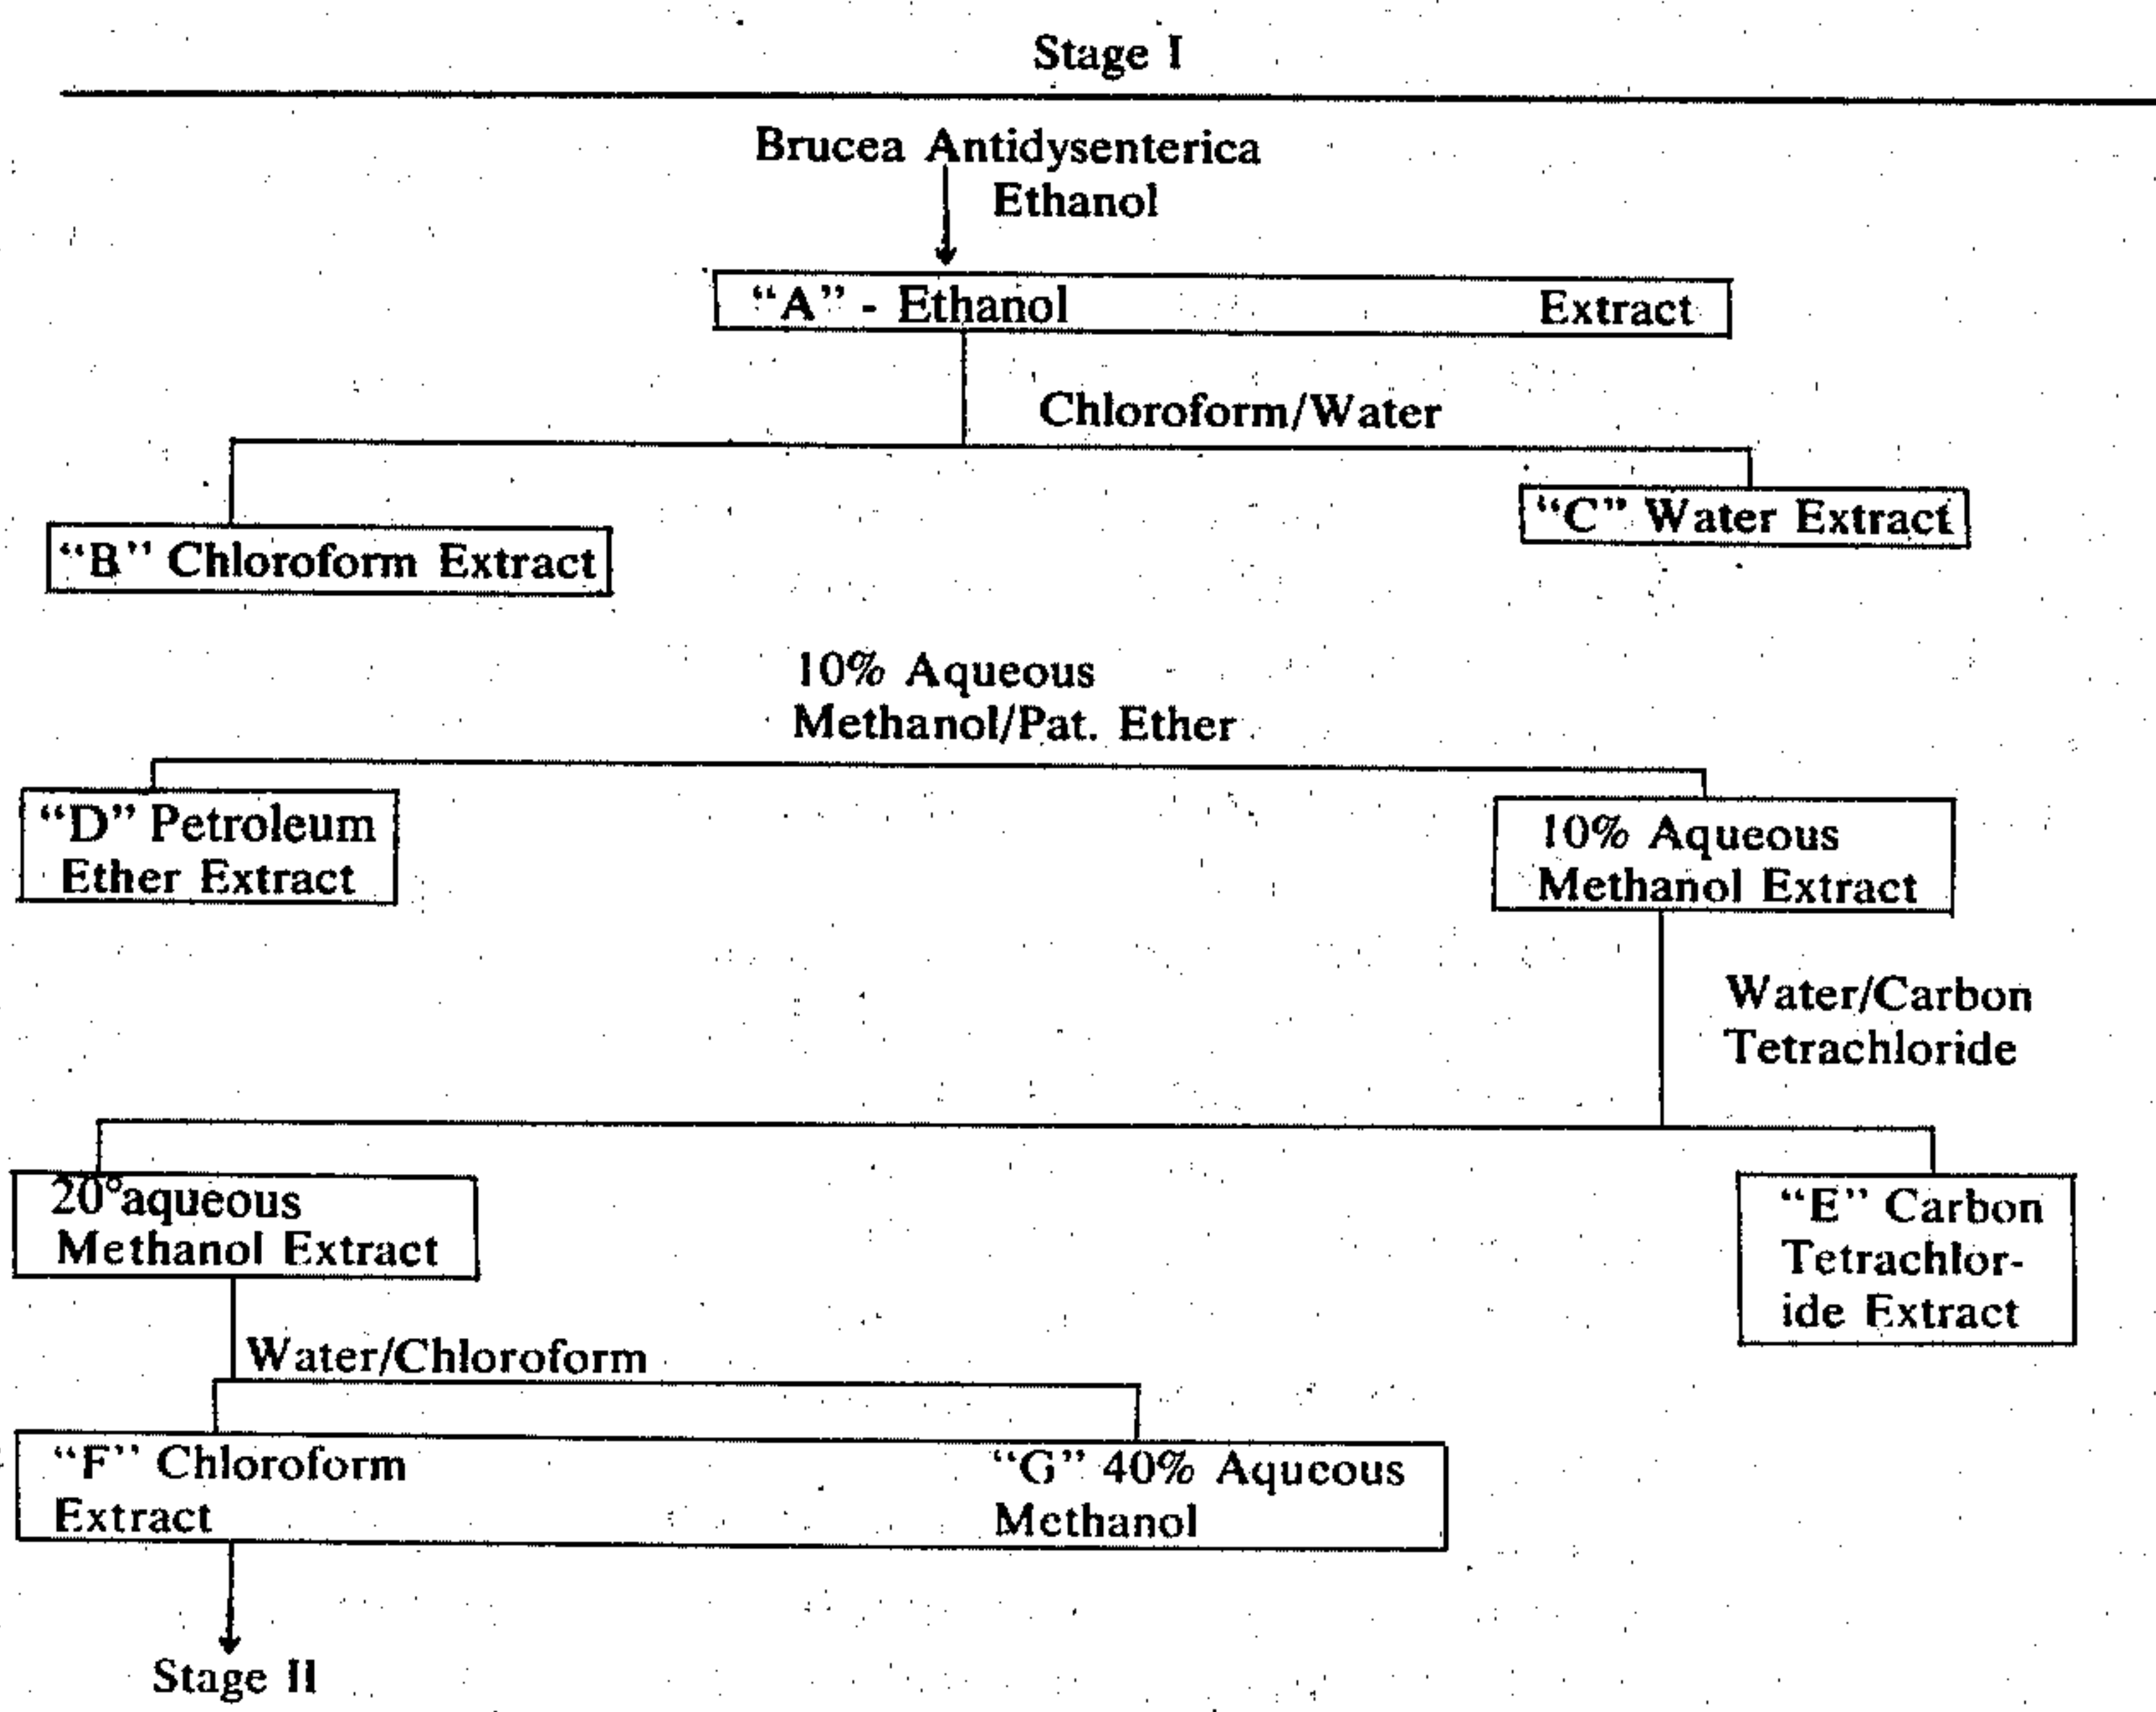 Stage I
Brucea Antidysenterica
Ethanol
“A” - Ethanol Extract
Chloroform/Water
“B” Chloroform Extract
“C” Water Extract
10% Aqueous
Methanol/Pat. Ether
“D” Petroleum
Ether Extract
10% Aqueous
Methanol Extract
Water/Carbon
Tetrachloride
20°aqueous
Methanol Extract
“E” Carbon
Tetrachlor-
ide Extract
Water/Chloroform
“F” Chloroform
Extract
“G” 40% Aqueous
Methanol
Stage II